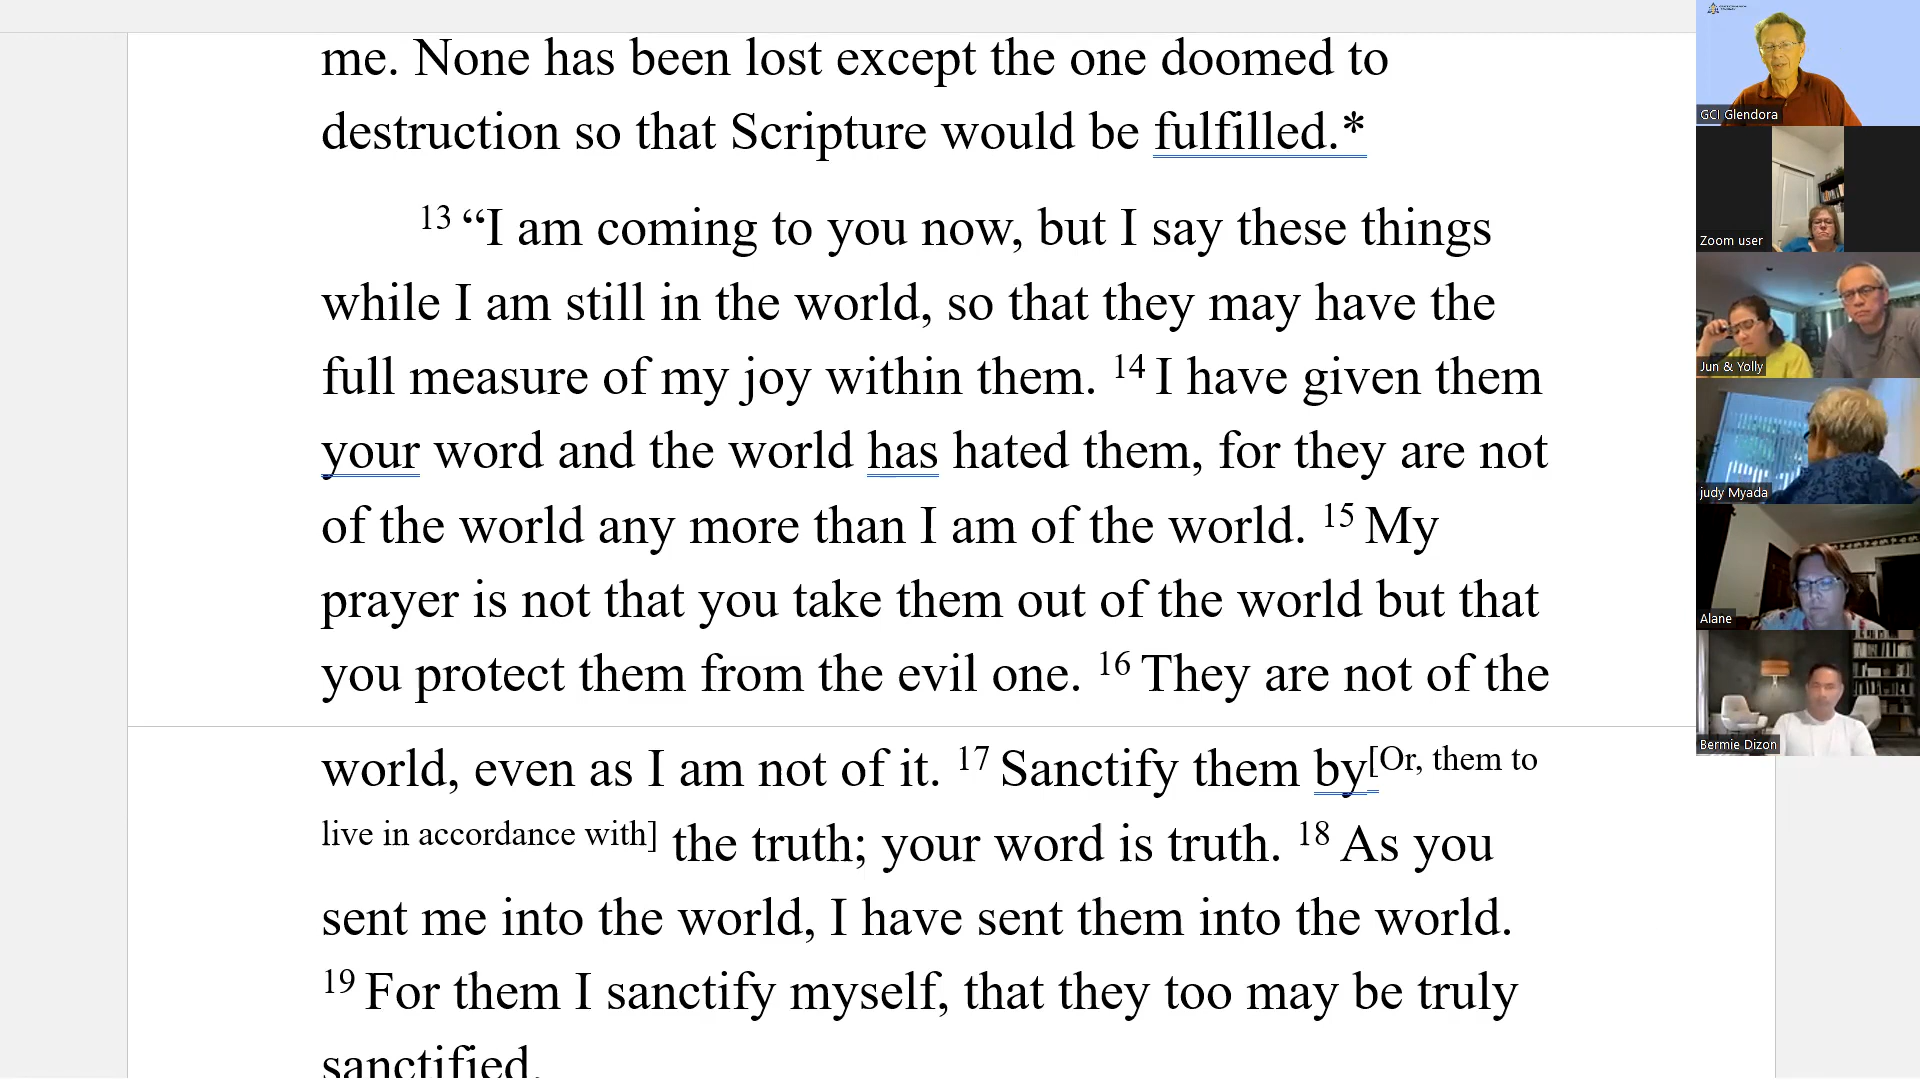 me. None has been lost except the one doomed to
destruction so that Scripture would be fulfilled.*
13 “I am coming to you now, but I say these things
while I am still in the world, so that they may have the
full measure of my joy within them. 14 I have given them
your word and the world has hated them, for they are not
of the world any more than I am of the world. 15 My
prayer is not that you take them out of the world but that
you protect them from the evil one. 16 They are not of the
world, even as I am not of it. 17 Sanctify them by[Or, them to
live in accordance with] the truth; your word is truth. 18 As you
sent me into the world, I have sent them into the world.
19 For them I sanctify myself, that they too may be truly
sanctified.
GCI Glendora
Zoom user
Jun & Yolly
judy Myada
Alane
Bermie Dizon